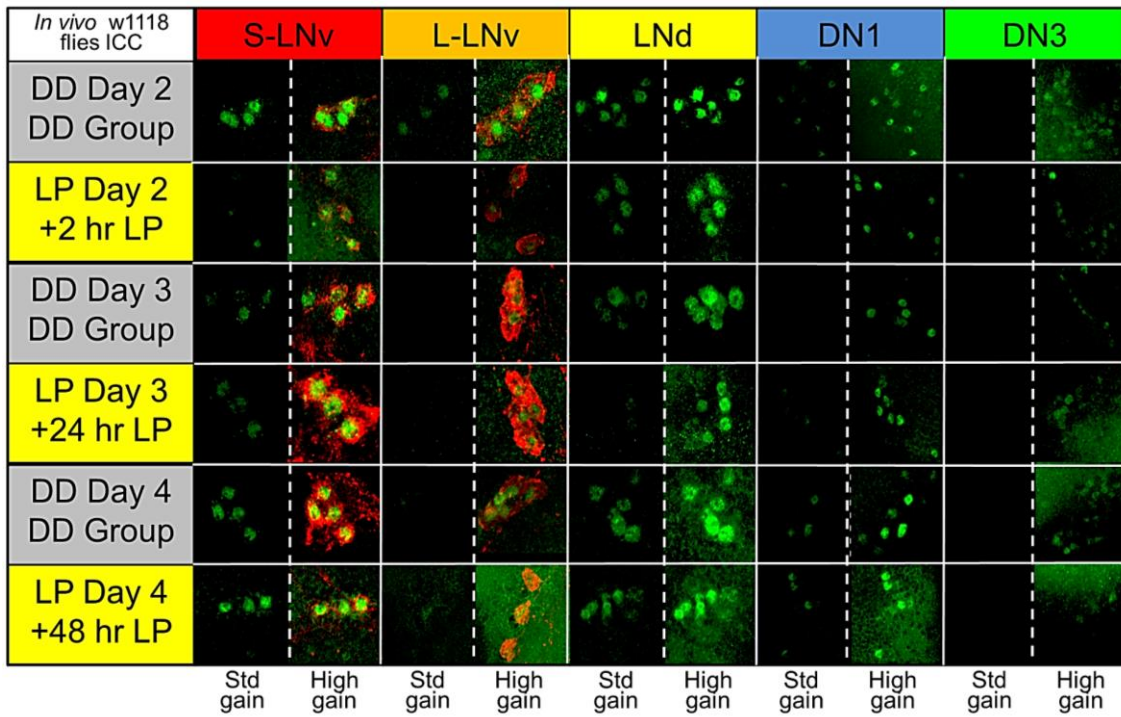 In vivo w1118
flies ICC
S-LNv
L-LNv
LNd
DN1
DN3
DD Day 2
DD Group
LP Day 2
+2 hr LP
DD Day 3
DD Group
LP Day 3
+24 hr LP
DD Day 4
DD Group
LP Day 4
+48 hr LP
Std
gain
High
gain
Std
gain
High
gain
Std
gain
High
gain
Std
gain
High
gain
Std
gain
High
gain